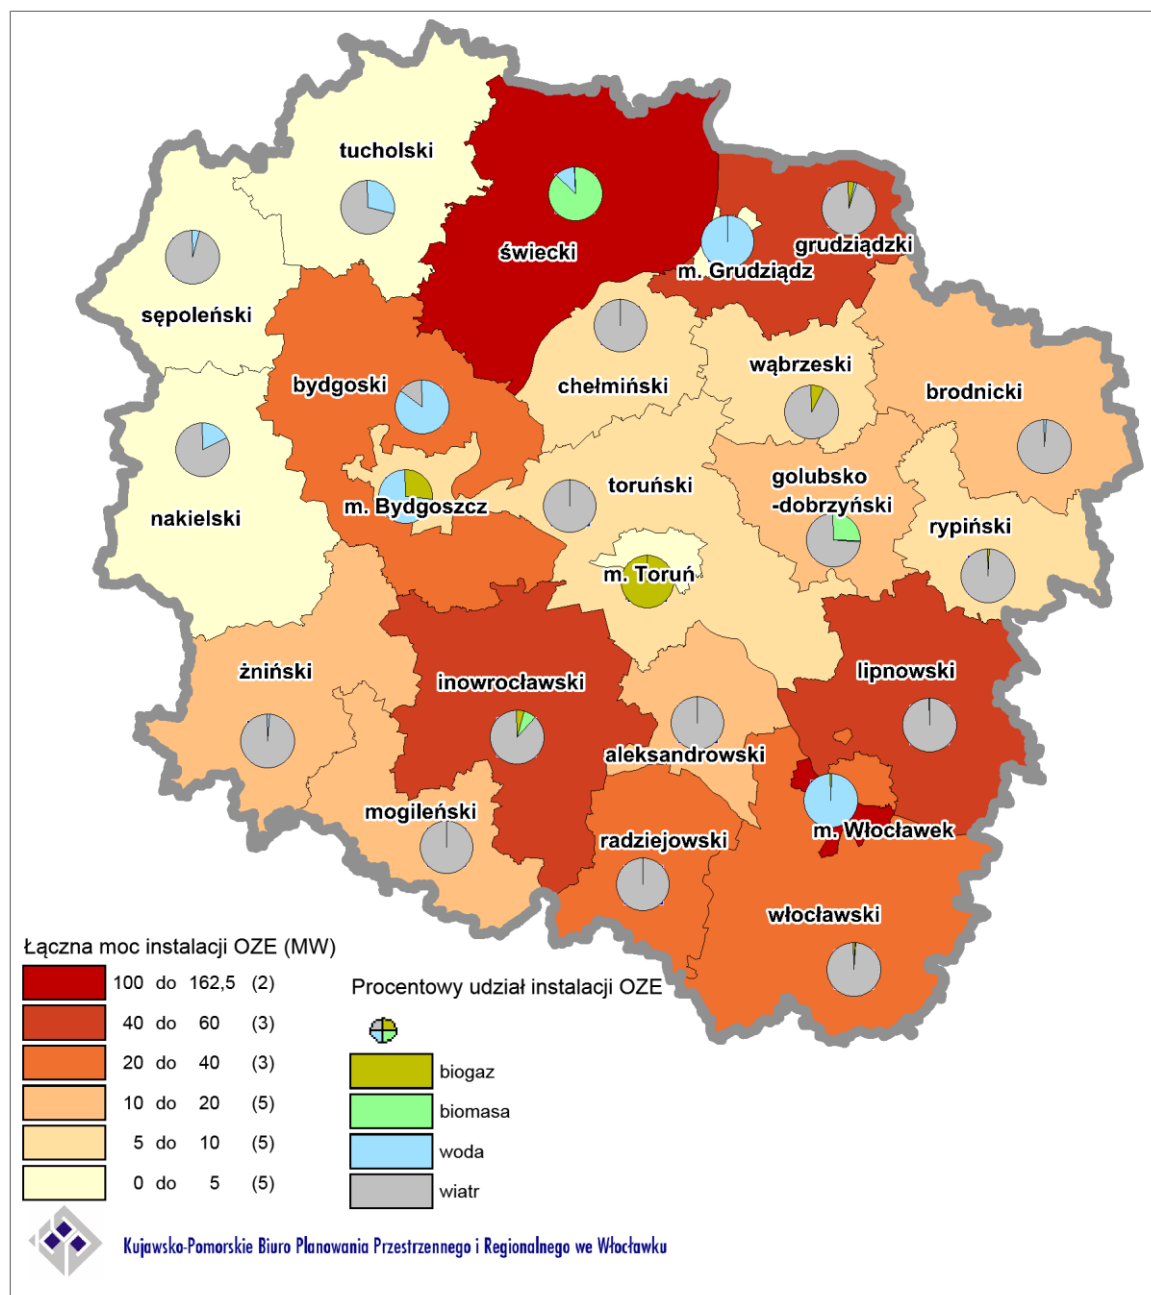 tucholski
świecki
grudziądzki
m. Grudziądz
sępoleński
bydgoski
chełmiński
wąbrzeski
brodnicki
nakielski
m. Bydgoszcz
toruński
golubsko
-dobrzyński
rypiński
m. Toruń
żniński
inowrocławski
aleksandrowski
lipnowski
mogileński
radziejowski
m. Włocławek
włocławski
Łączna moc instalacji OZE (MW)
100 do 162,5 (2)
40 do 60 (3)
20 do 40 (3)
10 do 20 (5)
5 do 10 (5)
0 do 5 (5)
Procentowy udział instalacji OZE
biogaz
biomasa
woda
wiatr
Kujawsko-Pomorskie Biuro Planowania Przestrzennego i Regionalnego we Włocławku